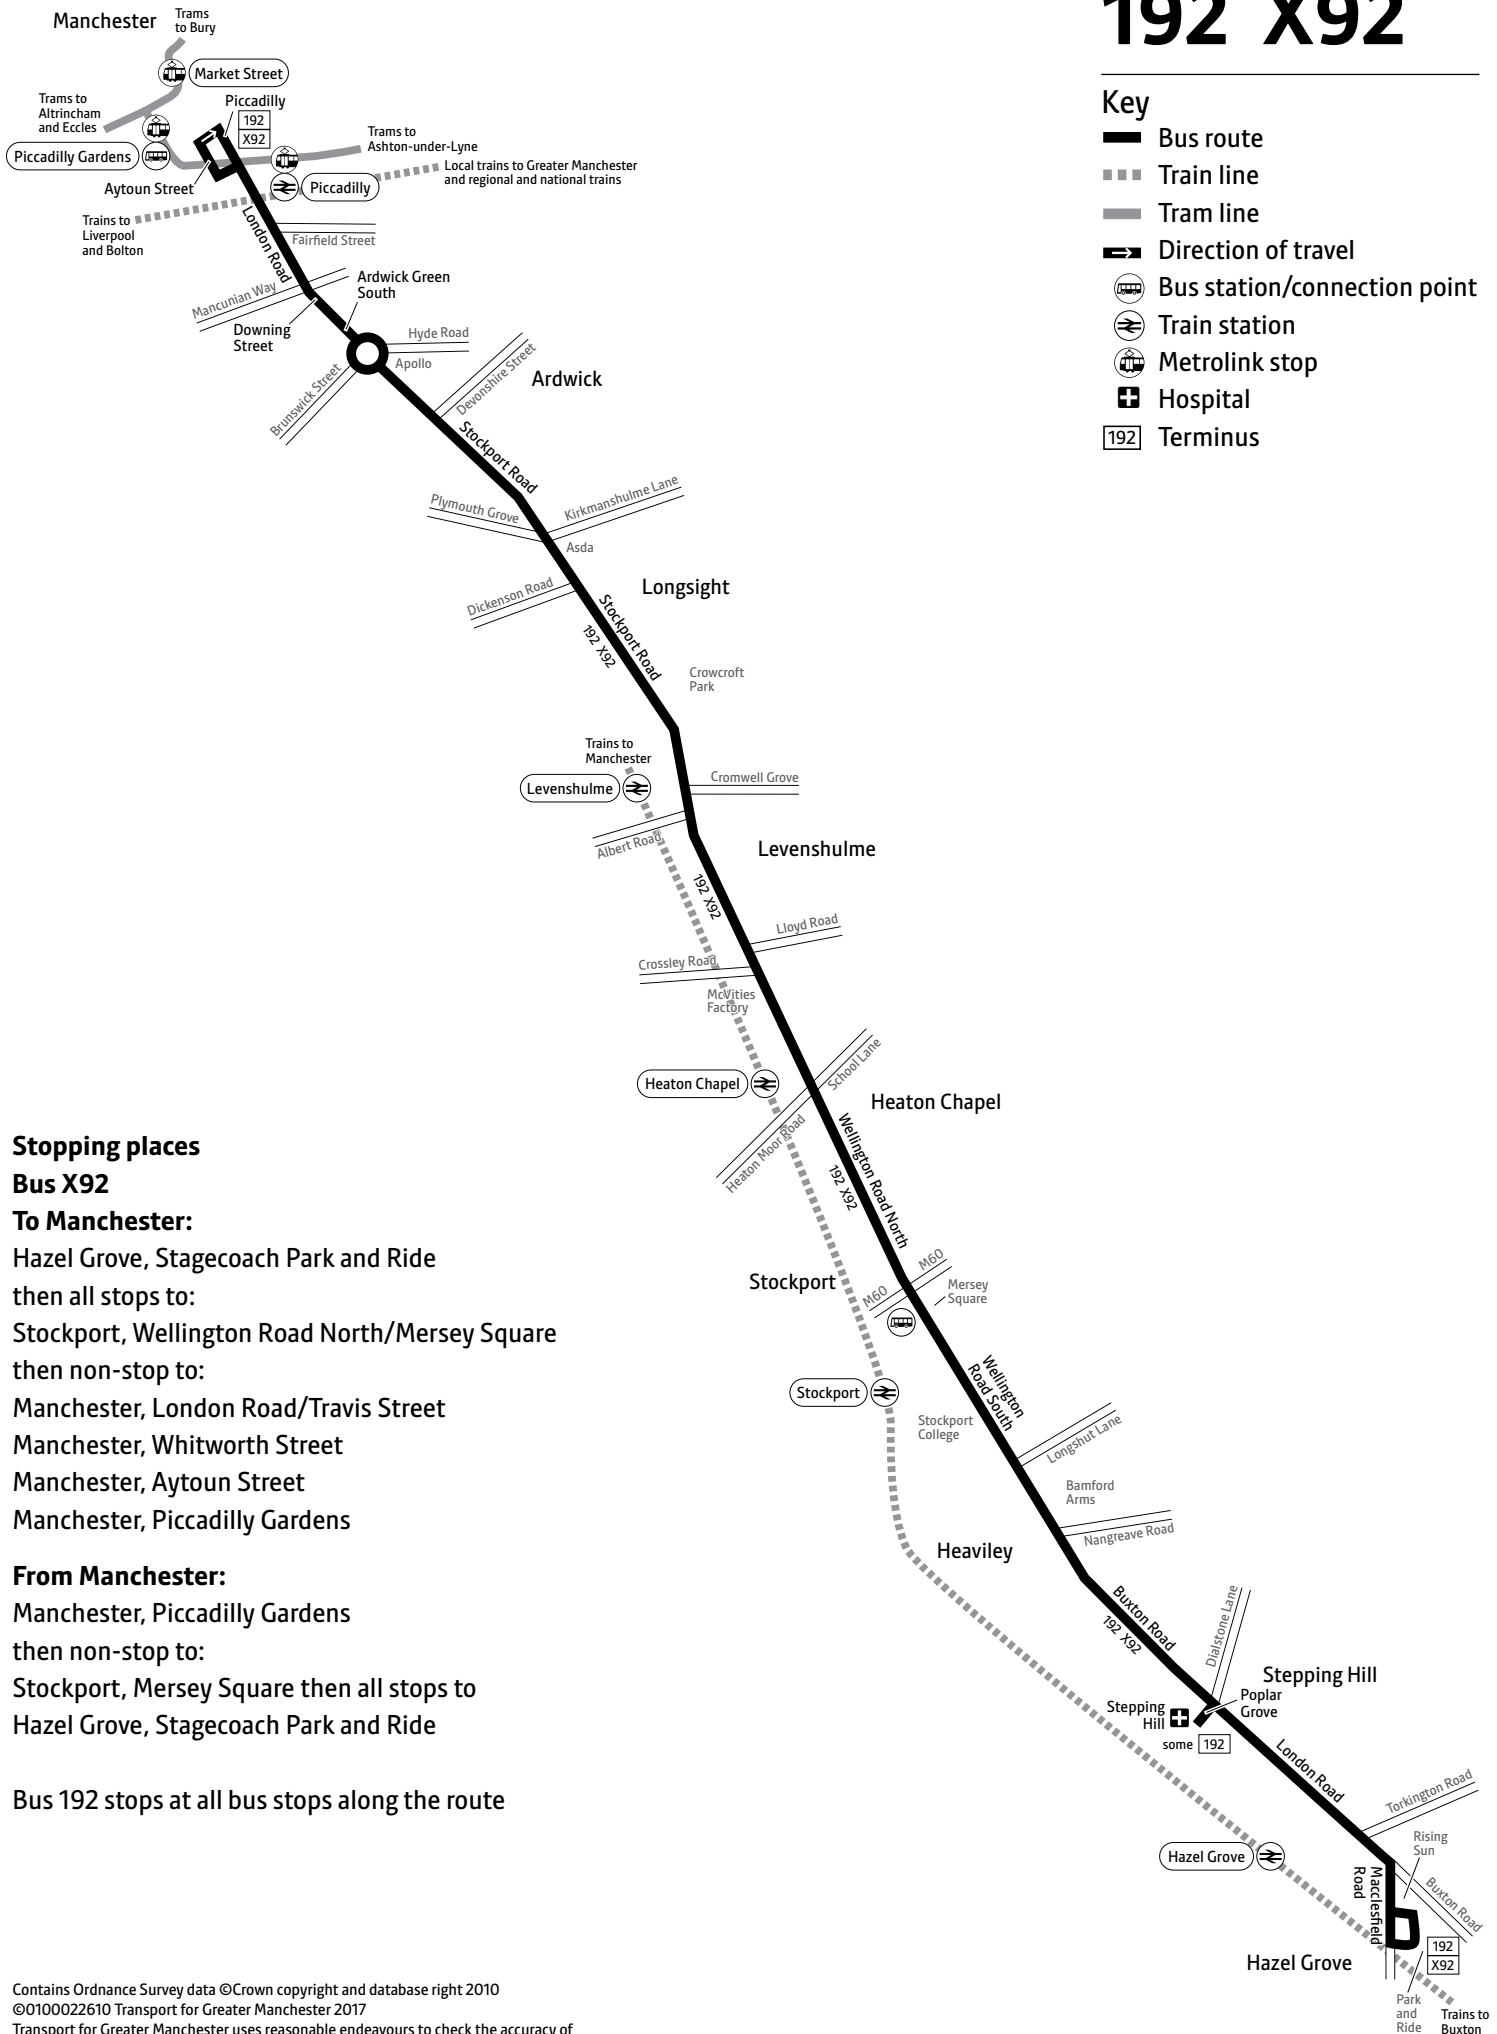 192 X92
Key
Bus route
Train line
Tram line
Direction of travel
Bus station/connection point
Train station
Metrolink stop
Hospital
192 Terminus
Manchester
Trams
to Bury
Market Street
Trams to
Altrincham
and Eccles
Piccadilly
192
X92
Piccadilly Gardens
Trams to
Ashton-under-Lyne
Local trains to Greater Manchester
and regional and national trains
Aytoun Street
Piccadilly
Trains to
Liverpool
and Bolton
London Road
Fairfield Street
Mancunian Way
Ardwick Green
South
Downing
Street
Hyde Road
Apollo
Brunswick Street
Devonshire Street
Ardwick
Stockport Road
Plymouth Grove
Kirkmanshulme Lane
Asda
Dickenson Road
Longsight
Stockport Road
192 X92
Crowcroft
Park
Trains to
Manchester
Levenshulme
Cromwell Grove
Albert Road
Levenshulme
192 X92
Lloyd Road
Crossley Road
McVities
Factory
School Lane
Heaton Chapel
Heaton Chapel
Heaton Moor Road
Wellington Road North
192 X92
M60
M60
Stockport
Mersey
Square
Wellington
Road South
Stockport
Stockport
College
Longshut Lane
Bamford
Arms
Nangreave Road
Heaviley
Buxton Road
192 X92
Dialstone Lane
Stepping Hill
Poplar
Grove
Stepping
Hill
some 192
London Road
Torkington Road
Rising
Sun
Hazel Grove
Macclesfield
Road
Buxton Road
192
X92
Hazel Grove
Park
and
Ride
Trains to
Buxton
Stopping places
Bus X92
To Manchester:
Hazel Grove, Stagecoach Park and Ride
then all stops to:
Stockport, Wellington Road North/Mersey Square
then non-stop to:
Manchester, London Road/Travis Street
Manchester, Whitworth Street
Manchester, Aytoun Street
Manchester, Piccadilly Gardens
From Manchester:
Manchester, Piccadilly Gardens
then non-stop to:
Stockport, Mersey Square then all stops to
Hazel Grove, Stagecoach Park and Ride
Bus 192 stops at all bus stops along the route
Contains Ordnance Survey data ©Crown copyright and database right 2010
©0100022610 Transport for Greater Manchester 2017
Transport for Greater Manchester uses reasonable endeavours to check the accuracy of